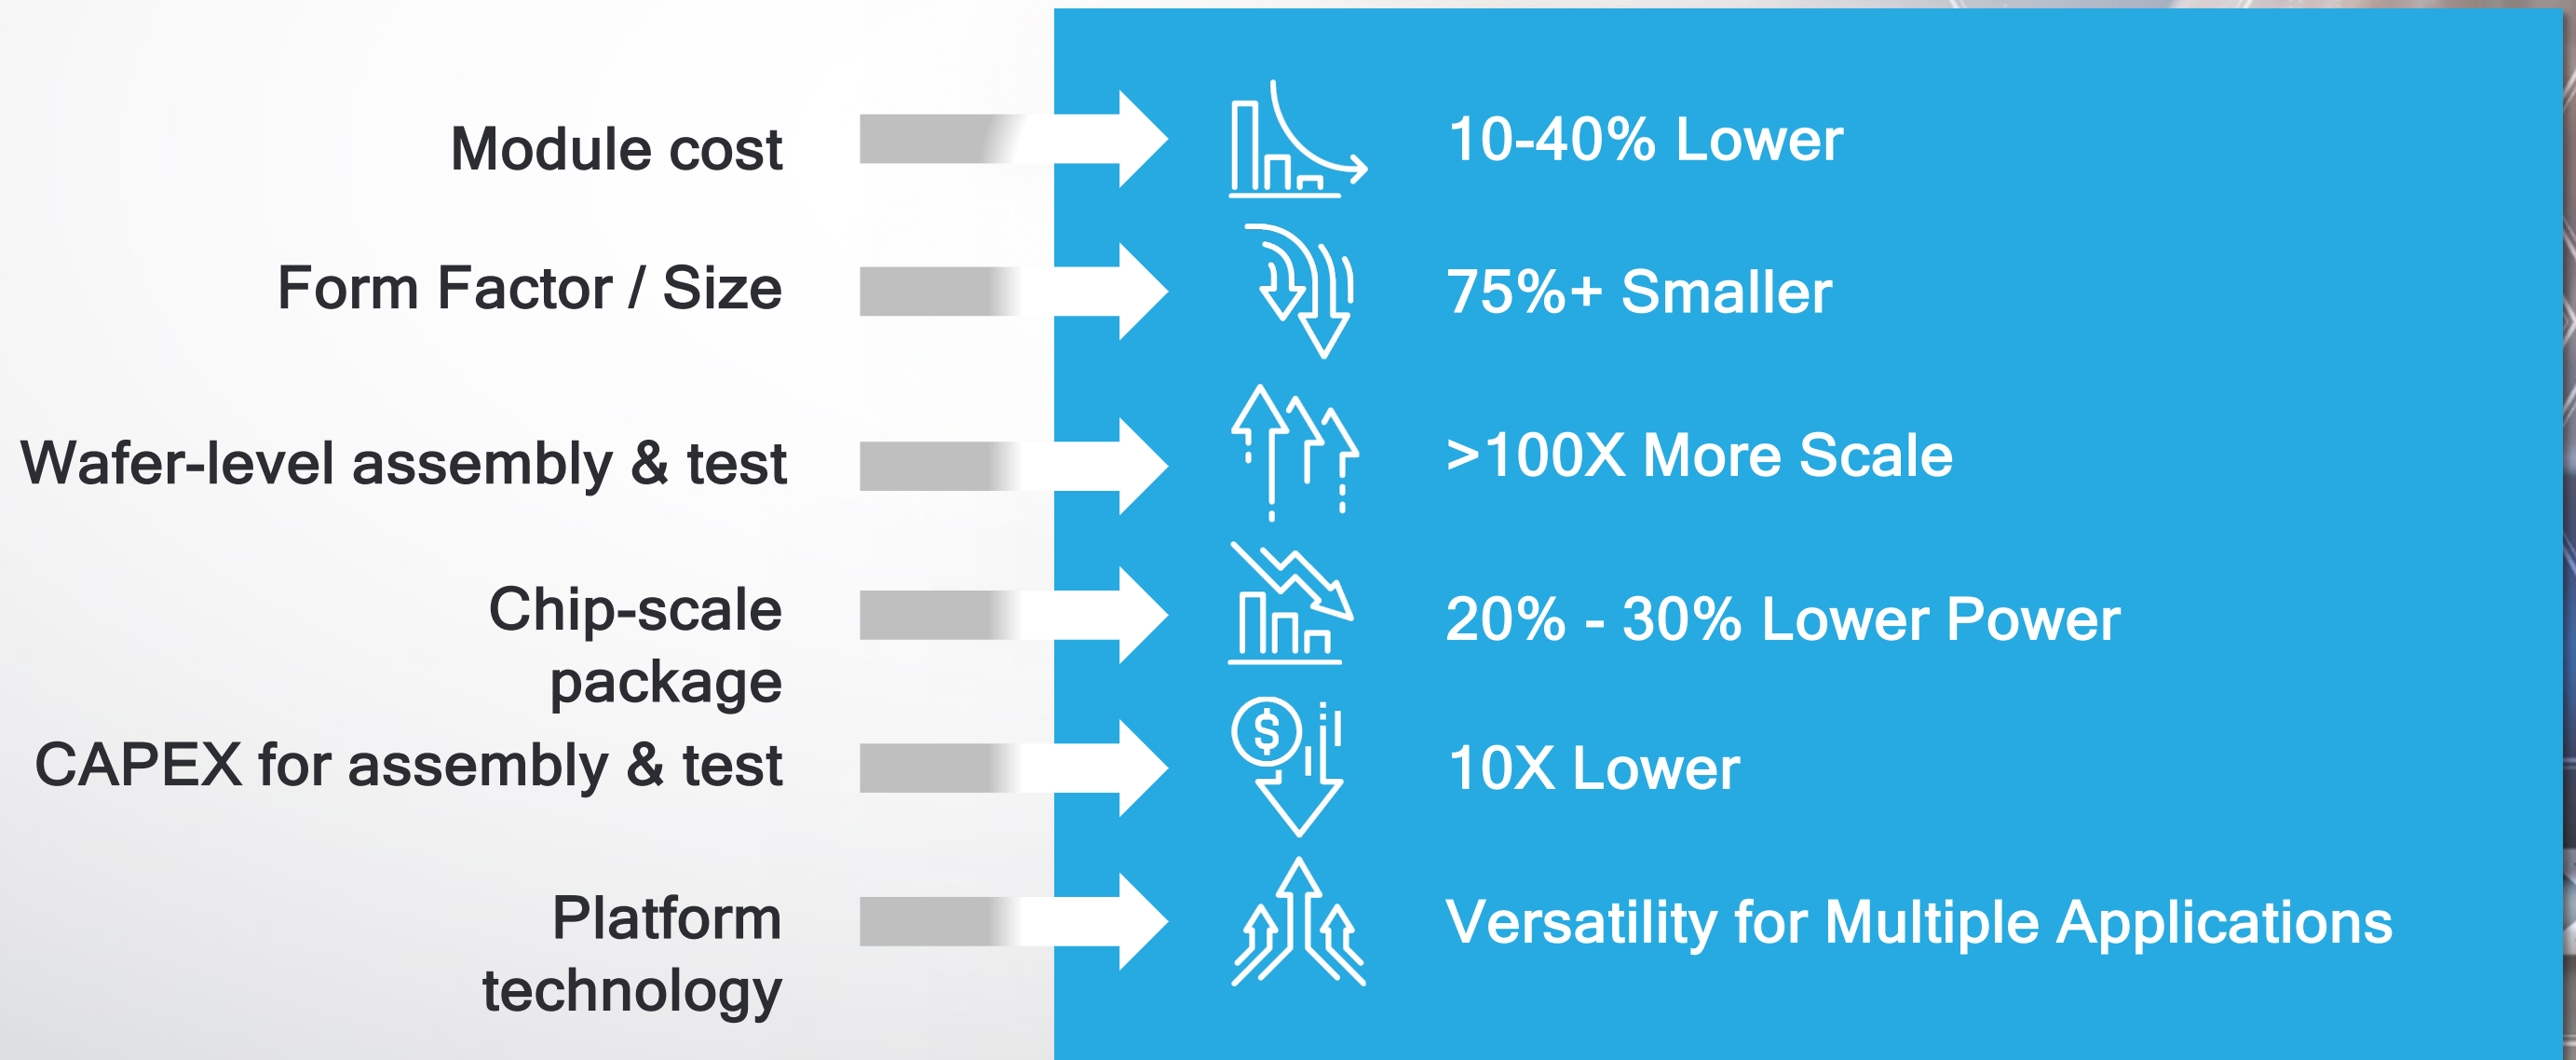 Module cost
10-40% Lower
Form Factor / Size
75%+ Smaller
Wafer-level assembly & test
>100X More Scale
Chip-scale
package
20% - 30% Lower Power
CAPEX for assembly & test
$
10X Lower
Platform
technology
Versatility for Multiple Applications